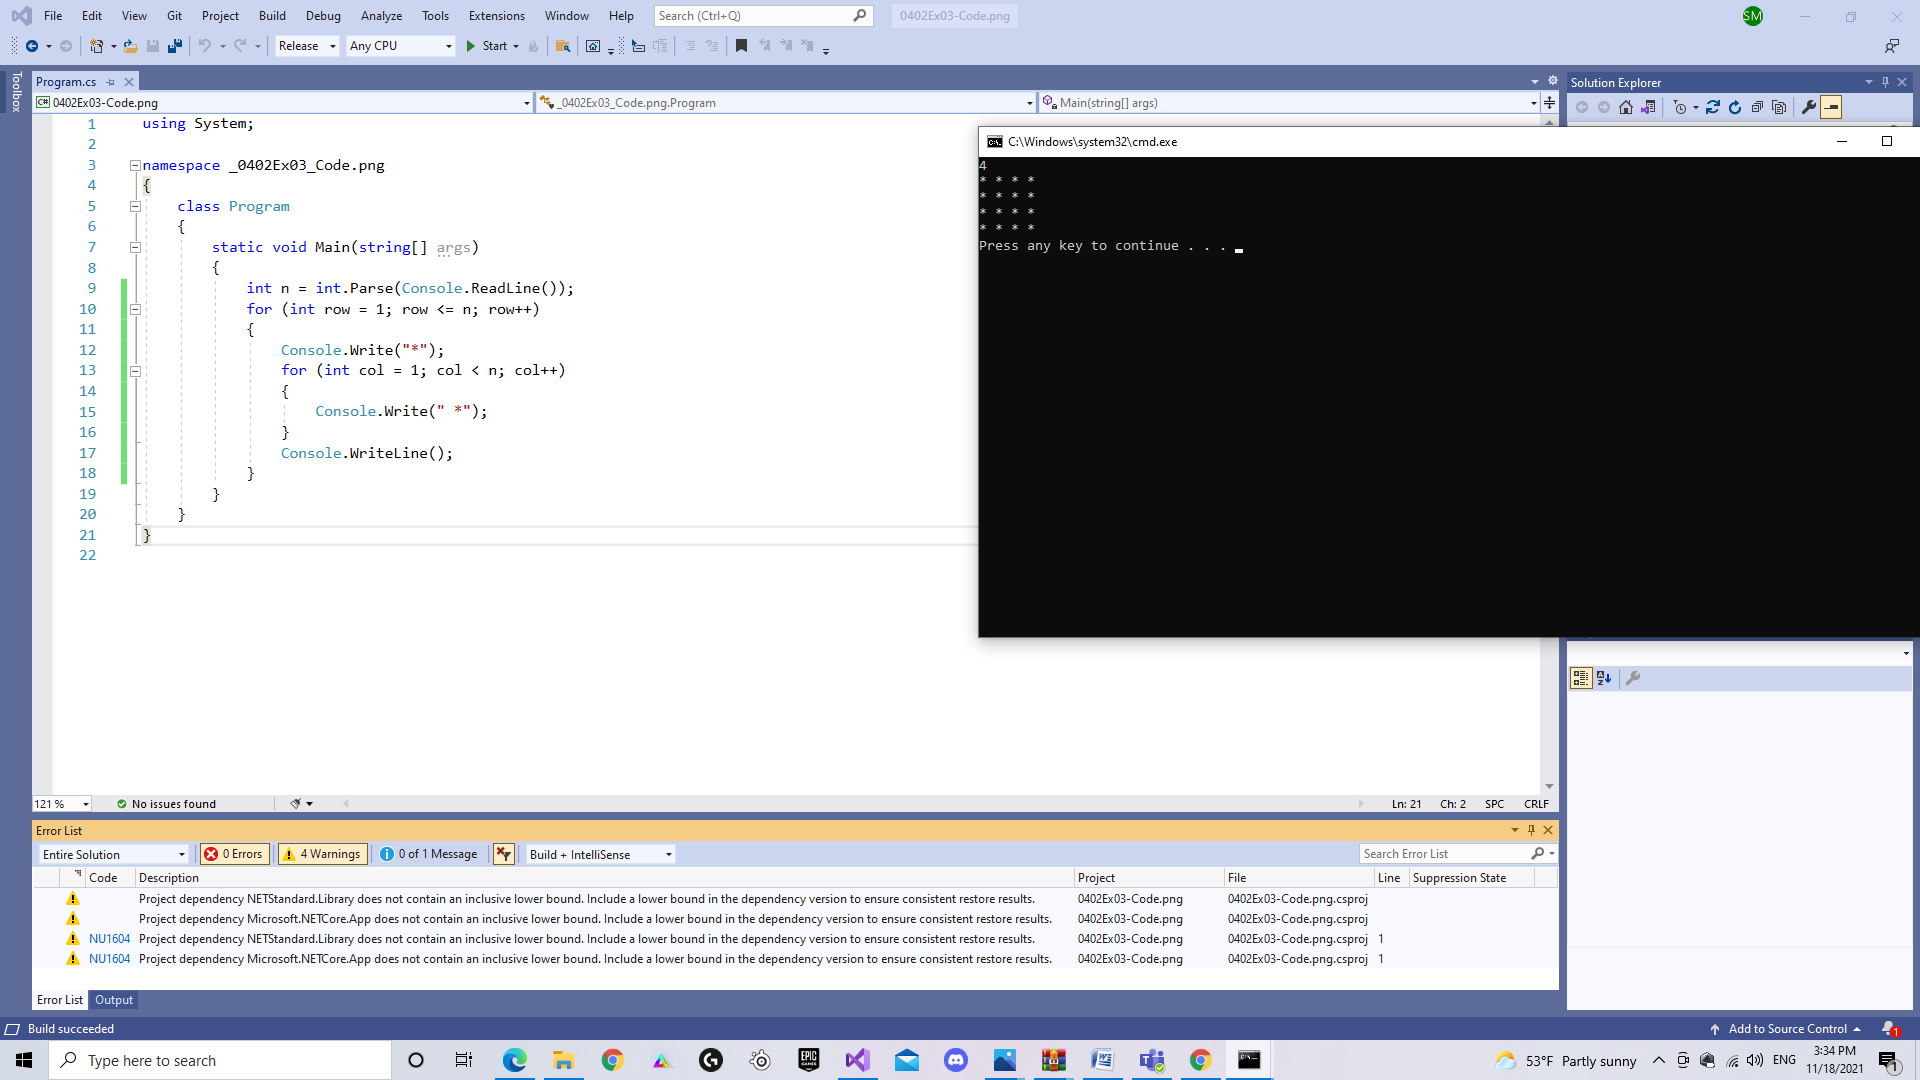 File Edit View Git Project Build Debug Analyze Tools Extensions Window Help Search (Ctrl+Q) 0402Ex03-Code.png SM
Release Any CPU Start
Toolbox
Program.cs
0402Ex03-Code.png _0402Ex03_Code.png.Program Main(string[] args)
1 using System;
2
3 namespace _0402Ex03_Code.png
4 {
5 class Program
6 {
7 static void Main(string[] args)
8 {
9 int n = int.Parse(Console.ReadLine());
10 for (int row = 1; row <= n; row++)
11 {
12 Console.Write("*");
13 for (int col = 1; col < n; col++)
14 {
15 Console.Write(" *");
16 }
17 Console.WriteLine();
18 }
19 }
20 }
21 }
22
Solution Explorer
C:\Windows\system32\cmd.exe
4
* * * *
* * * *
* * * *
* * * *
Press any key to continue . . .
121 % No issues found Ln: 21 Ch: 2 SPC CRLF
Error List
Entire Solution 0 Errors 4 Warnings 0 of 1 Message Build + IntelliSense Search Error List
Code Description Project File Line Suppression State
Project dependency NETStandard.Library does not contain an inclusive lower bound. Include a lower bound in the dependency version to ensure consistent restore results. 0402Ex03-Code.png 0402Ex03-Code.png.csproj
Project dependency Microsoft.NETCore.App does not contain an inclusive lower bound. Include a lower bound in the dependency version to ensure consistent restore results. 0402Ex03-Code.png 0402Ex03-Code.png.csproj
NU1604 Project dependency NETStandard.Library does not contain an inclusive lower bound. Include a lower bound in the dependency version to ensure consistent restore results. 0402Ex03-Code.png 0402Ex03-Code.png.csproj 1
NU1604 Project dependency Microsoft.NETCore.App does not contain an inclusive lower bound. Include a lower bound in the dependency version to ensure consistent restore results. 0402Ex03-Code.png 0402Ex03-Code.png.csproj 1
Error List Output
Build succeeded Add to Source Control 1
Type here to search EPIC GAMES 53°F Partly sunny ENG 3:34 PM
11/18/2021 1